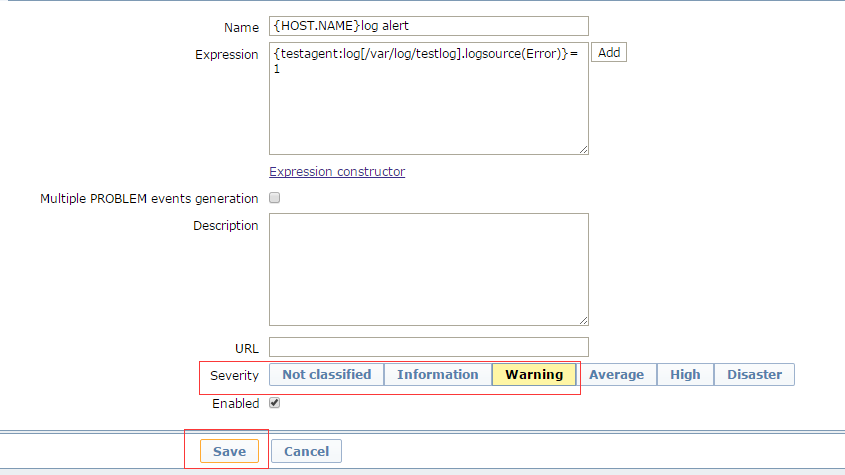 Name {HOST.NAME}log alert
Expression {testagent:log[/var/log/testlog].logsource(Error)}= Add
1
Expression constructor
Multiple PROBLEM events generation
Description
URL
Severity Not classified Information Warning Average High Disaster
Enabled
Save Cancel